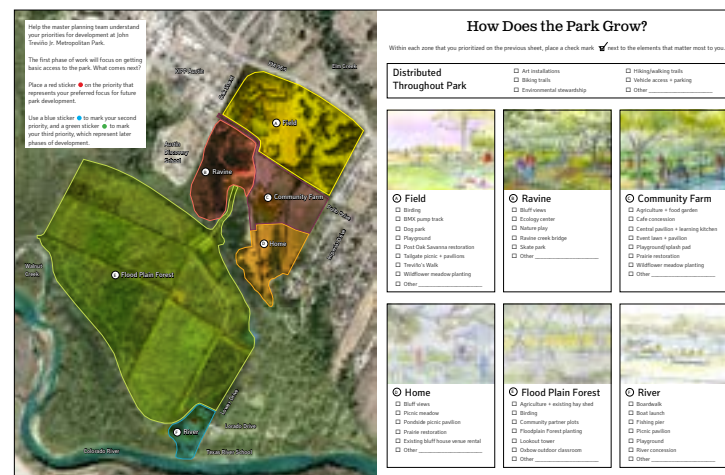 Help the master planning team understand
your priorities for development at John
Treviño Jr. Metropolitan Park.
The first phase of work will focus on getting
basic access to the park. What comes next?
Place a red sticker on the priority that
represents your preferred focus for future
park development.
Use a blue sticker to mark your second
priority, and a green sticker to mark
your third priority, which represent later
phases of development.
Elm Creek
A Field
Austin
Discovery
School
B Ravine
C Community Farm
D Home
Walnut
Creek
E Flood Plain Forest
F River
Colorado River
Texas River School
How Does the Park Grow?
Within each zone that you prioritized on the previous sheet, place a check mark next to the elements that matter most to you.
Distributed
Throughout Park
Art installations
Biking trails
Environmental stewardship
Hiking/walking trails
Vehicle access + parking
Other
A Field
Birding
BMX pump track
Dog park
Playground
Post Oak Savanna restoration
Tailgate picnic + pavilions
Treviño's Walk
Wildflower meadow planting
Other
B Ravine
Bluff views
Ecology center
Nature play
Ravine creek bridge
Skate park
Other
C Community Farm
Agriculture + food garden
Cafe concession
Central pavilion + learning kitchen
Event lawn + pavilion
Playground/splash pad
Prairie restoration
Wildflower meadow planting
Other
D Home
Bluff views
Picnic meadow
Pondside picnic pavilion
Prairie restoration
Existing bluff house venue rental
Other
E Flood Plain Forest
Agriculture + existing hay shed
Birding
Community partner plots
Floodplain Forest planting
Lookout tower
Oxbow outdoor classroom
Other
F River
Boardwalk
Boat launch
Fishing pier
Picnic pavilion
Playground
River concession
Other